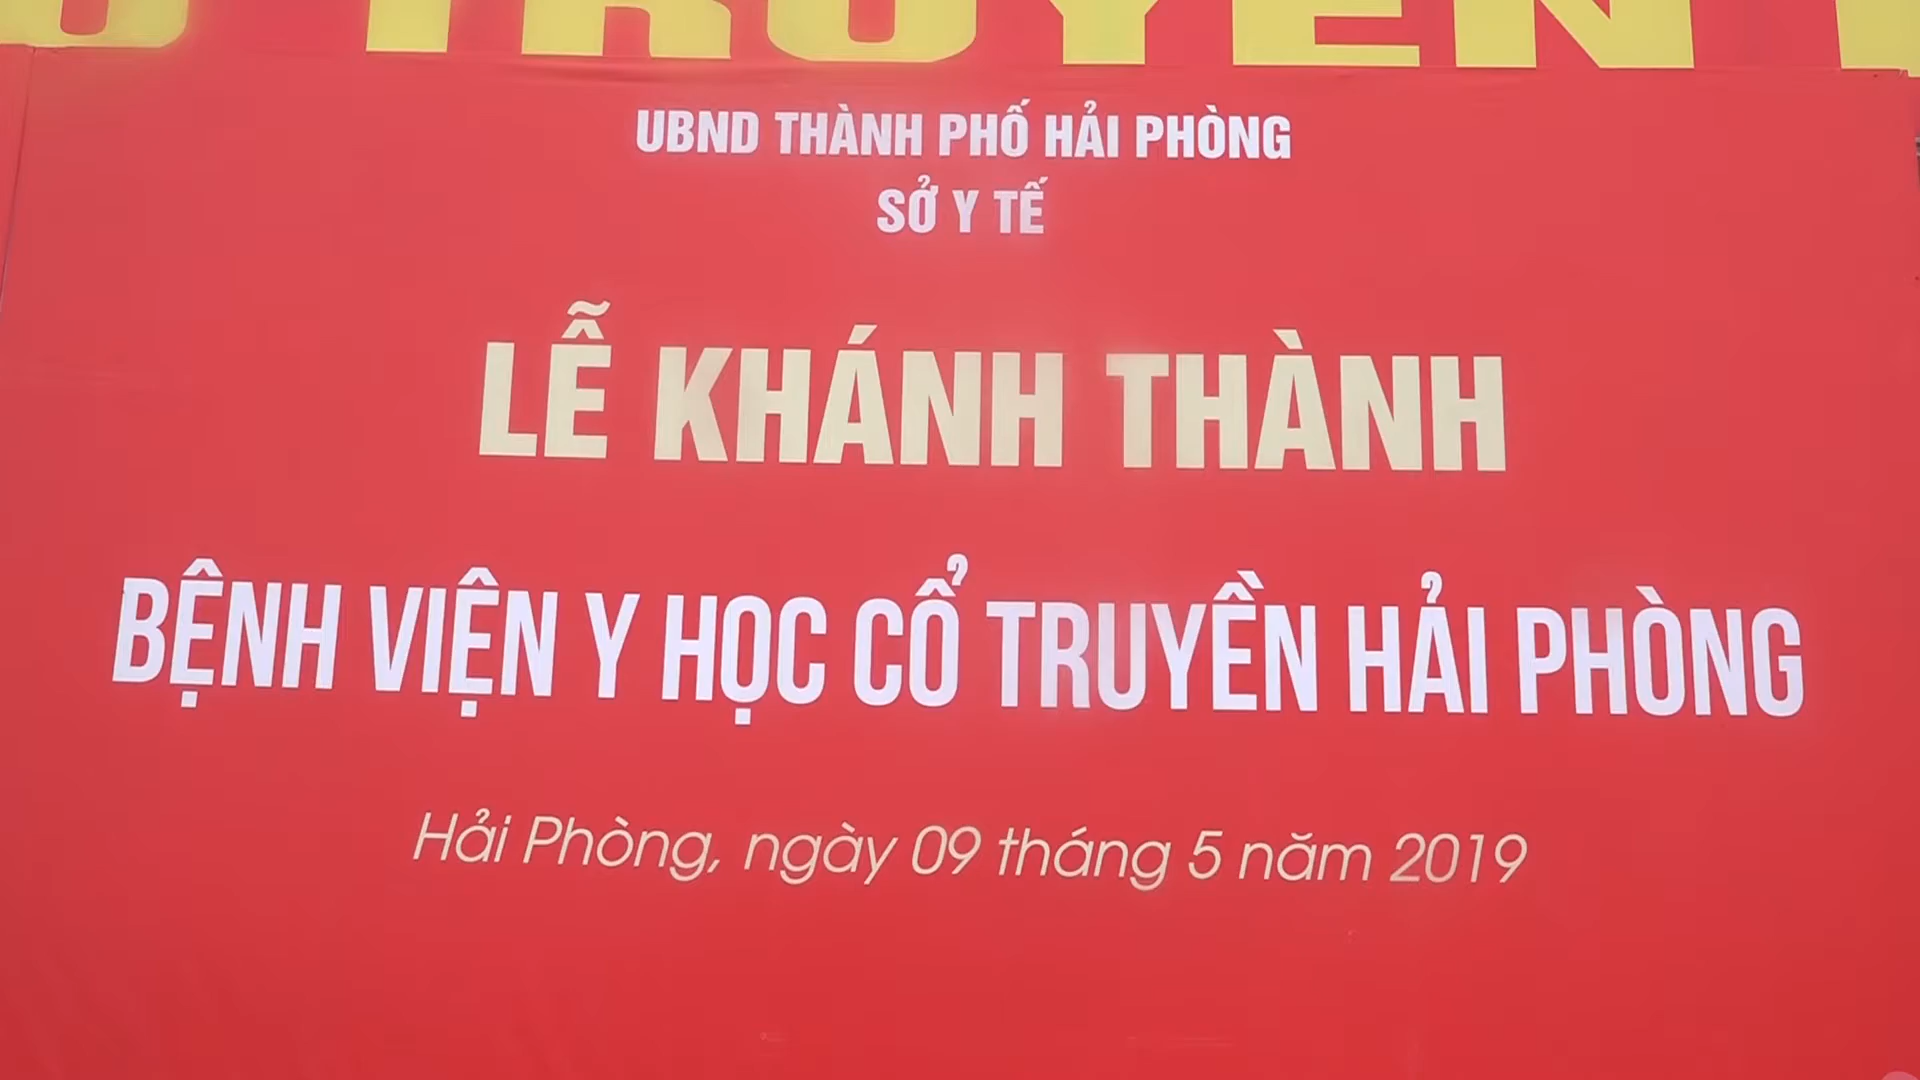 TRUYỀN
UBND THÀNH PHỐ HẢI PHÒNG
SỞ Y TẾ
LỄ KHÁNH THÀNH
BỆNH VIỆN Y HỌC CỔ TRUYỀN HẢI PHÒNG
Hải Phòng, ngày 09 tháng 5 năm 2019